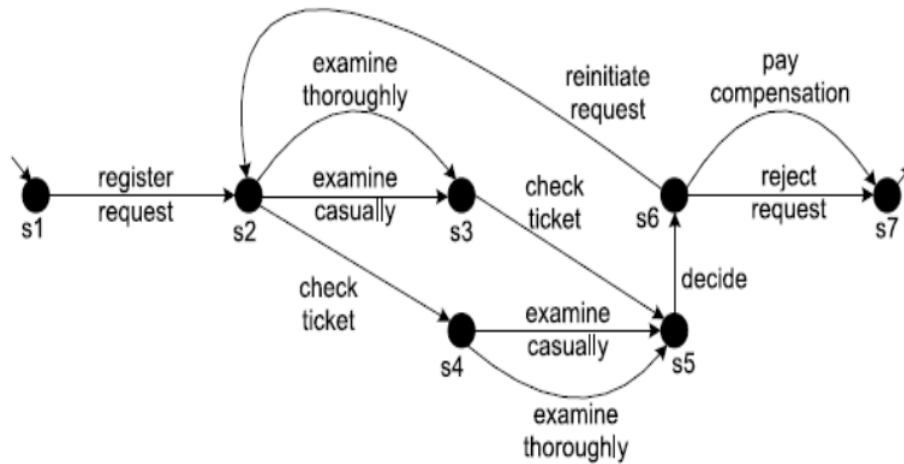 examine
thoroughly
reinitiate
request
pay
compensation
register
request
examine
casually
check
ticket
reject
request
s1
s2
s3
s6
s7
check
ticket
decide
examine
casually
s4
s5
examine
thoroughly